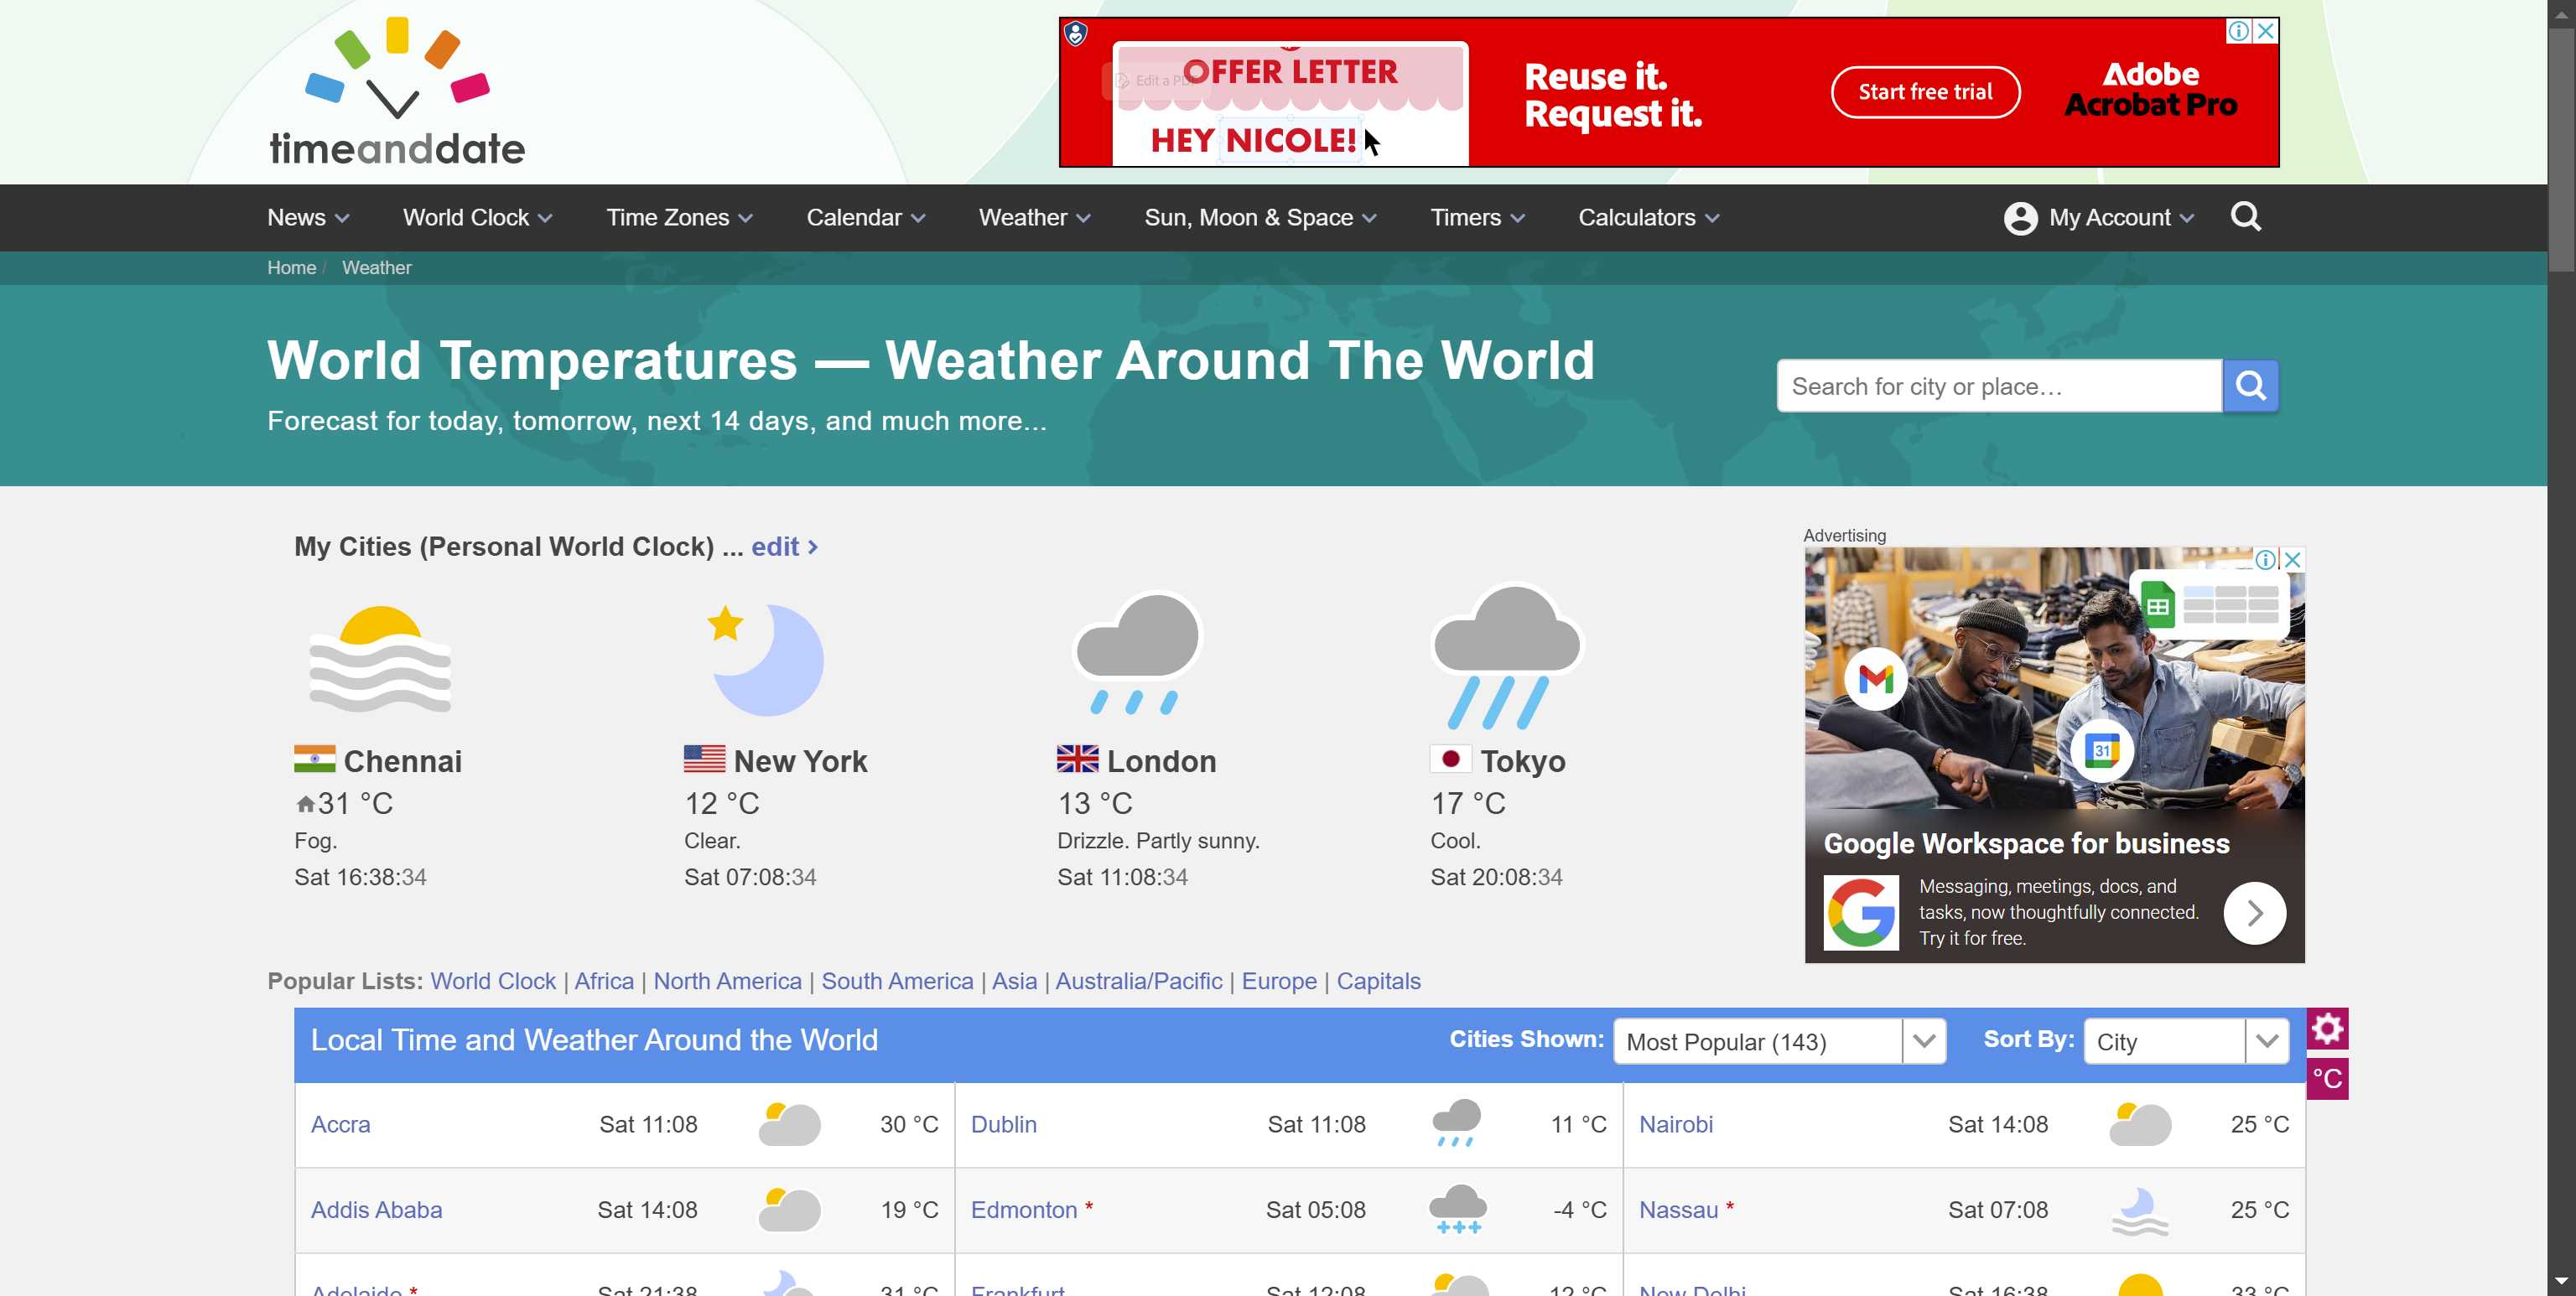 timeanddate
OFFER LETTER
Edit a PDF
HEY NICOLE!
Reuse it.
Request it.
Start free trial
Adobe
Acrobat Pro
News
World Clock
Time Zones
Calendar
Weather
Sun, Moon & Space
Timers
Calculators
My Account
Home / Weather
World Temperatures — Weather Around The World
Forecast for today, tomorrow, next 14 days, and much more...
Search for city or place...
My Cities (Personal World Clock) ... edit ›
Chennai
31 °C
Fog.
Sat 16:38:34
New York
12 °C
Clear.
Sat 07:08:34
London
13 °C
Drizzle. Partly sunny.
Sat 11:08:34
Tokyo
17 °C
Cool.
Sat 20:08:34
Advertising
31
Google Workspace for business
Messaging, meetings, docs, and
tasks, now thoughtfully connected.
Try it for free.
Popular Lists: World Clock | Africa | North America | South America | Asia | Australia/Pacific | Europe | Capitals
Local Time and Weather Around the World
Cities Shown: Most Popular (143)
Sort By: City
°C
Accra Sat 11:08 30 °C Dublin Sat 11:08 11 °C Nairobi Sat 14:08 25 °C
Addis Ababa Sat 14:08 19 °C Edmonton * Sat 05:08 -4 °C Nassau * Sat 07:08 25 °C
Adelaide * Sat 21:38 31 °C Frankfurt Sat 12:08 12 °C New Delhi Sat 16:38 33 °C